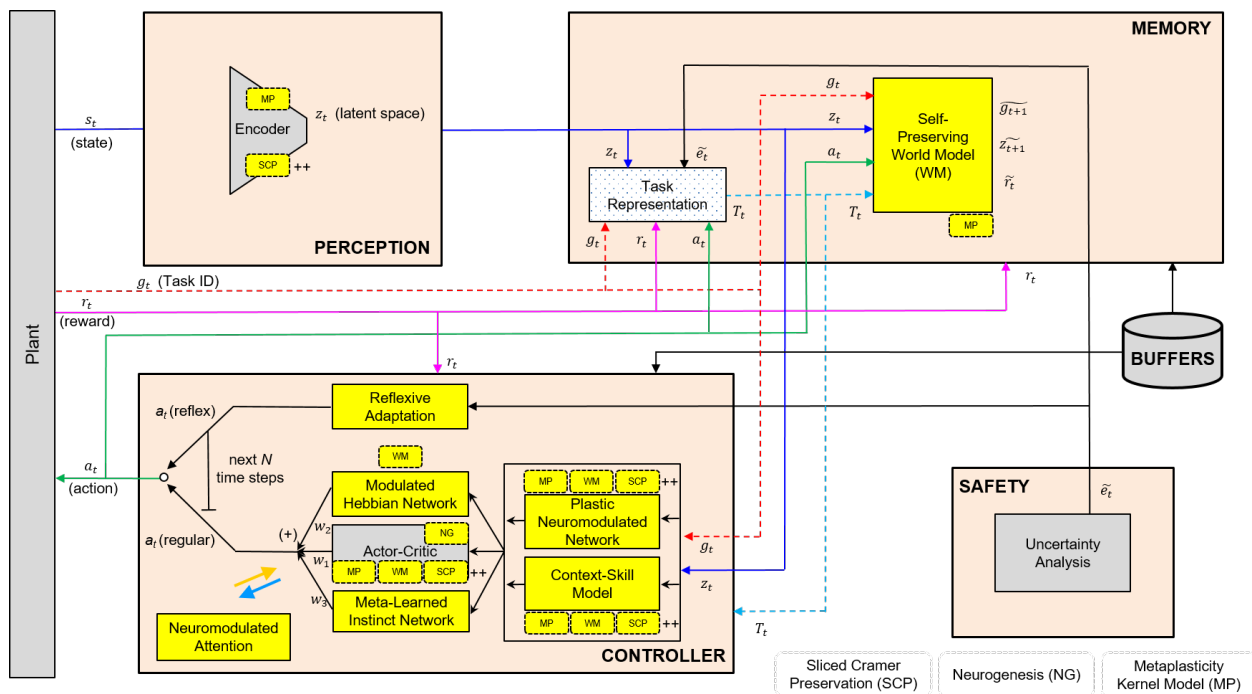 Plant
s_t
(state)
MP
Encoder
SCP
++
z_t (latent space)
PERCEPTION
MEMORY
g_t
z_t
a_t
Self-
Preserving
World Model
(WM)
g̃_{t+1}
z̃_{t+1}
r̃_t
MP
z_t
ẽ_t
Task
Representation
T_t
T_t
g_t
r_t
a_t
g_t (Task ID)
r_t
(reward)
r_t
r_t
BUFFERS
a_t
(action)
a_t (reflex)
next N
time steps
a_t (regular)
Reflexive
Adaptation
WM
Modulated
Hebbian Network
(+)
w_2
w_1
w_3
NG
Actor-Critic
MP
WM
SCP
++
Meta-Learned
Instinct Network
Neuromodulated
Attention
MP
WM
SCP
++
Plastic
Neuromodulated
Network
Context-Skill
Model
MP
WM
SCP
++
g_t
z_t
T_t
CONTROLLER
SAFETY
ẽ_t
Uncertainty
Analysis
Sliced Cramer
Preservation (SCP)
Neurogenesis (NG)
Metaplasticity
Kernel Model (MP)